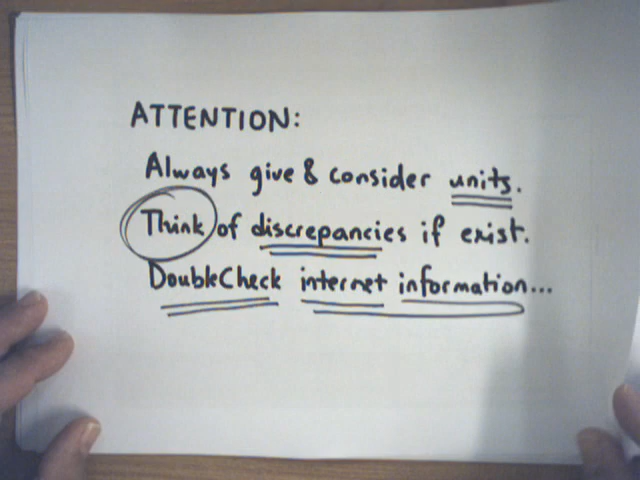 ATTENTION:
Always give & consider units.
Think of discrepancies if exist.
DoubleCheck internet information...